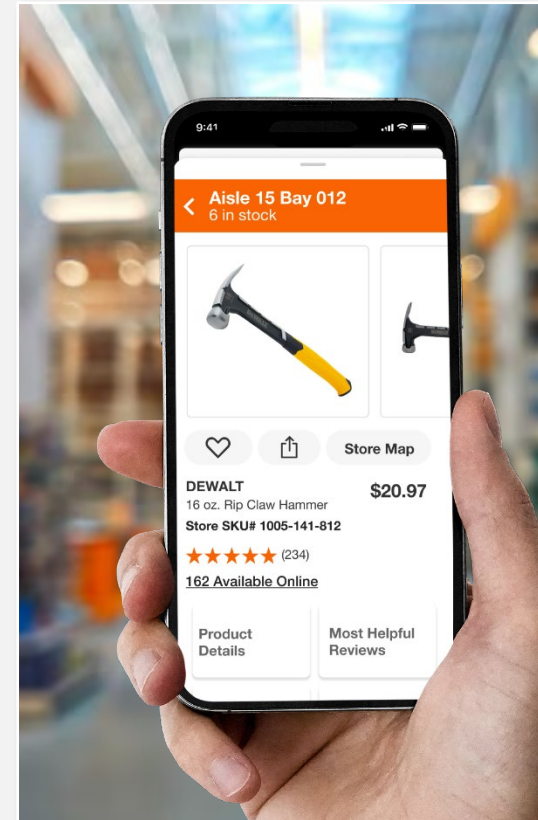 9:41
Aisle 15 Bay 012
6 in stock
Store Map
DEWALT
$20.97
16 oz. Rip Claw Hammer
Store SKU# 1005-141-812
(234)
162 Available Online
Product
Details
Most Helpful
Reviews